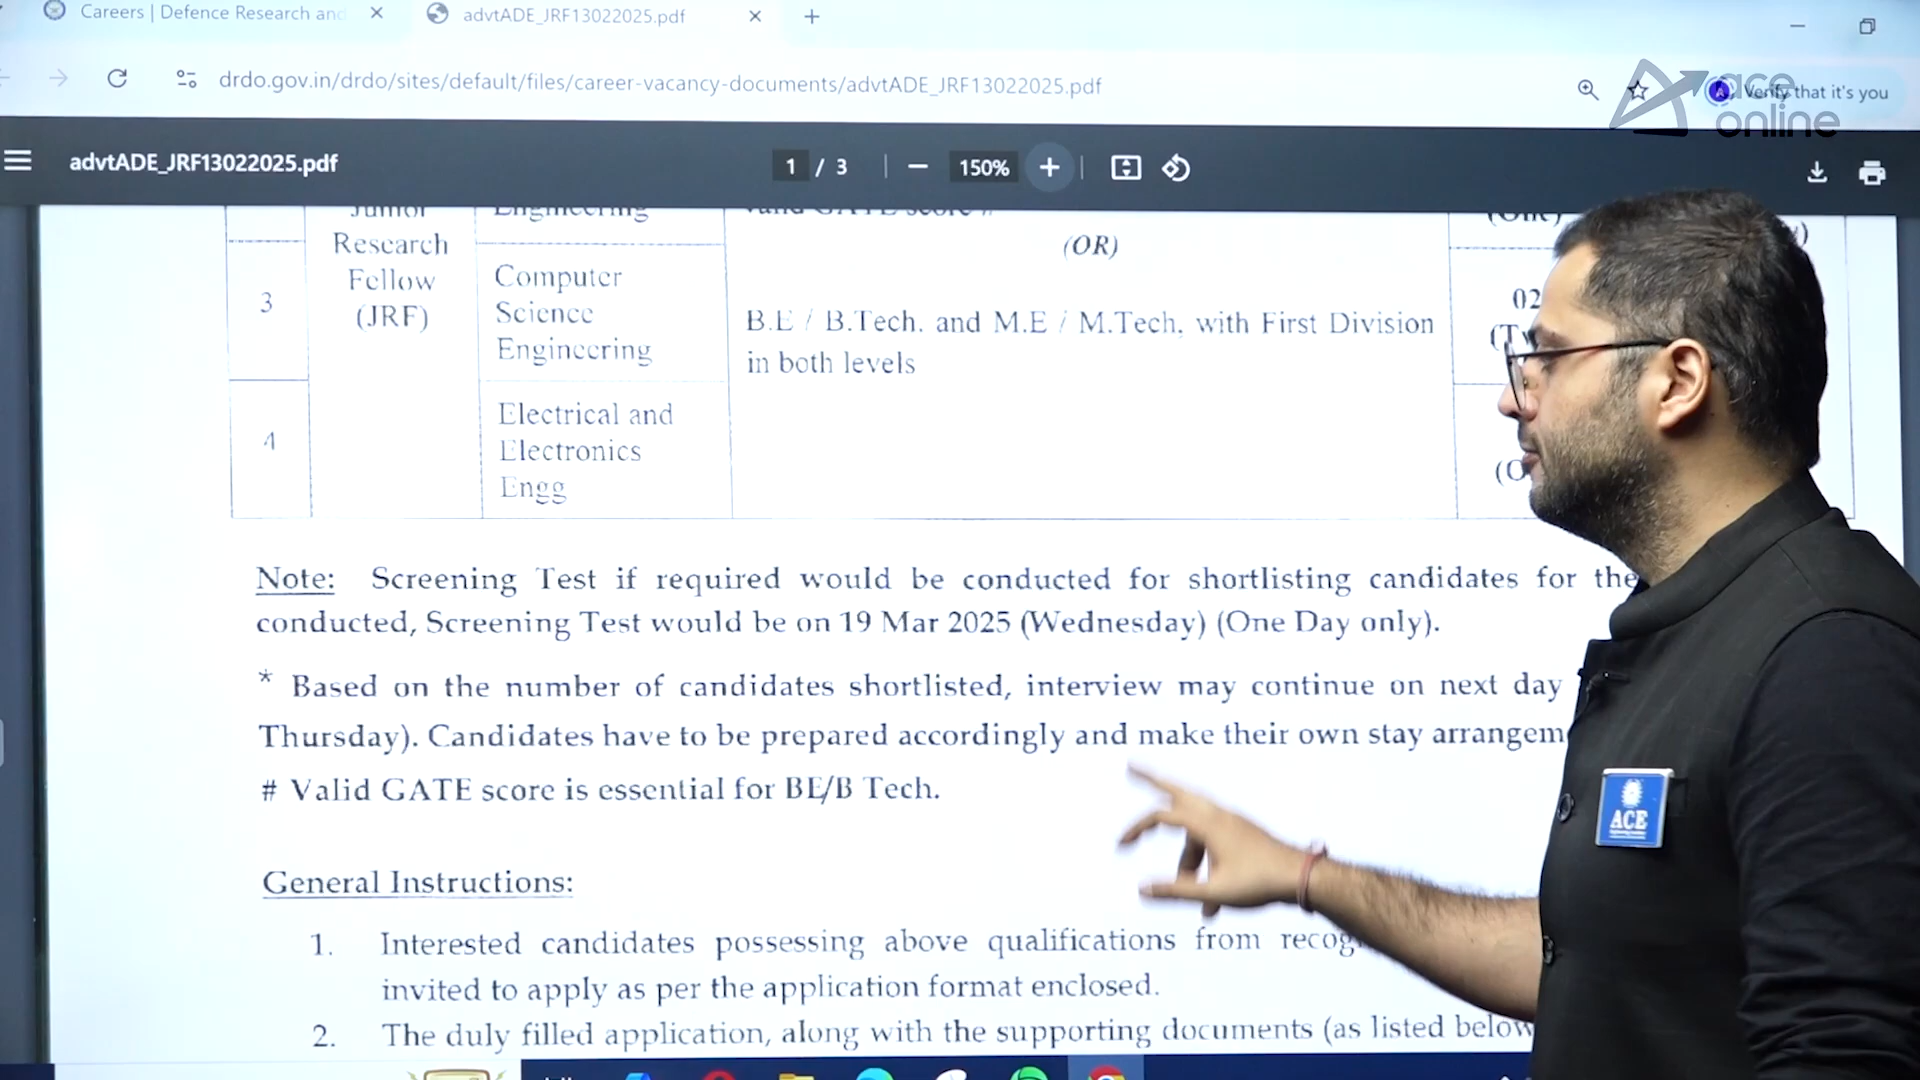 Careers | Defence Research and
advtADE_JRF13022025.pdf
drdo.gov.in/drdo/sites/default/files/career-vacancy-documents/advtADE_JRF13022025.pdf
Verify that it's you
ace
online
advtADE_JRF13022025.pdf
1 / 3
150%
Junior
Research
Fellow
(JRF)
Engineering
valid GATE score #
(OR)
(One)
3
Computer
Science
Engineering
B.E / B.Tech. and M.E / M.Tech, with First Division
in both levels
02
4
Electrical and
Electronics
Engg
Note: Screening Test if required would be conducted for shortlisting candidates for the
conducted, Screening Test would be on 19 Mar 2025 (Wednesday) (One Day only).
* Based on the number of candidates shortlisted, interview may continue on next day
Thursday). Candidates have to be prepared accordingly and make their own stay arrangem
# Valid GATE score is essential for BE/B Tech.
ACE
General Instructions:
1. Interested candidates possessing above qualifications from recog
invited to apply as per the application format enclosed.
2. The duly filled application, along with the supporting documents (as listed below